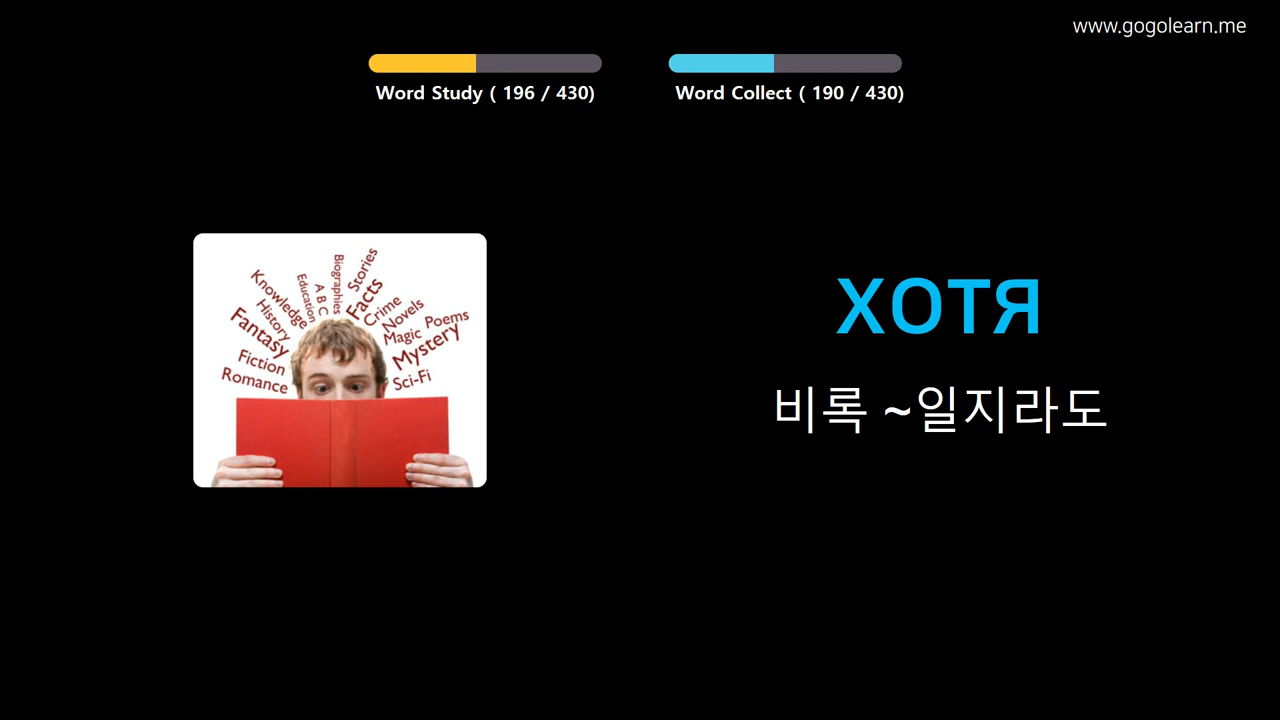 www.gogolearn.me
Word Study ( 196 / 430)
Word Collect ( 190 / 430)
Knowledge
History
Fantasy
Fiction
Romance
Education
A B C
Biographies
Stories
Facts
Crime
Novels
Magic
Poems
Mystery
Sci-Fi
ХОТЯ
비록 ~일지라도